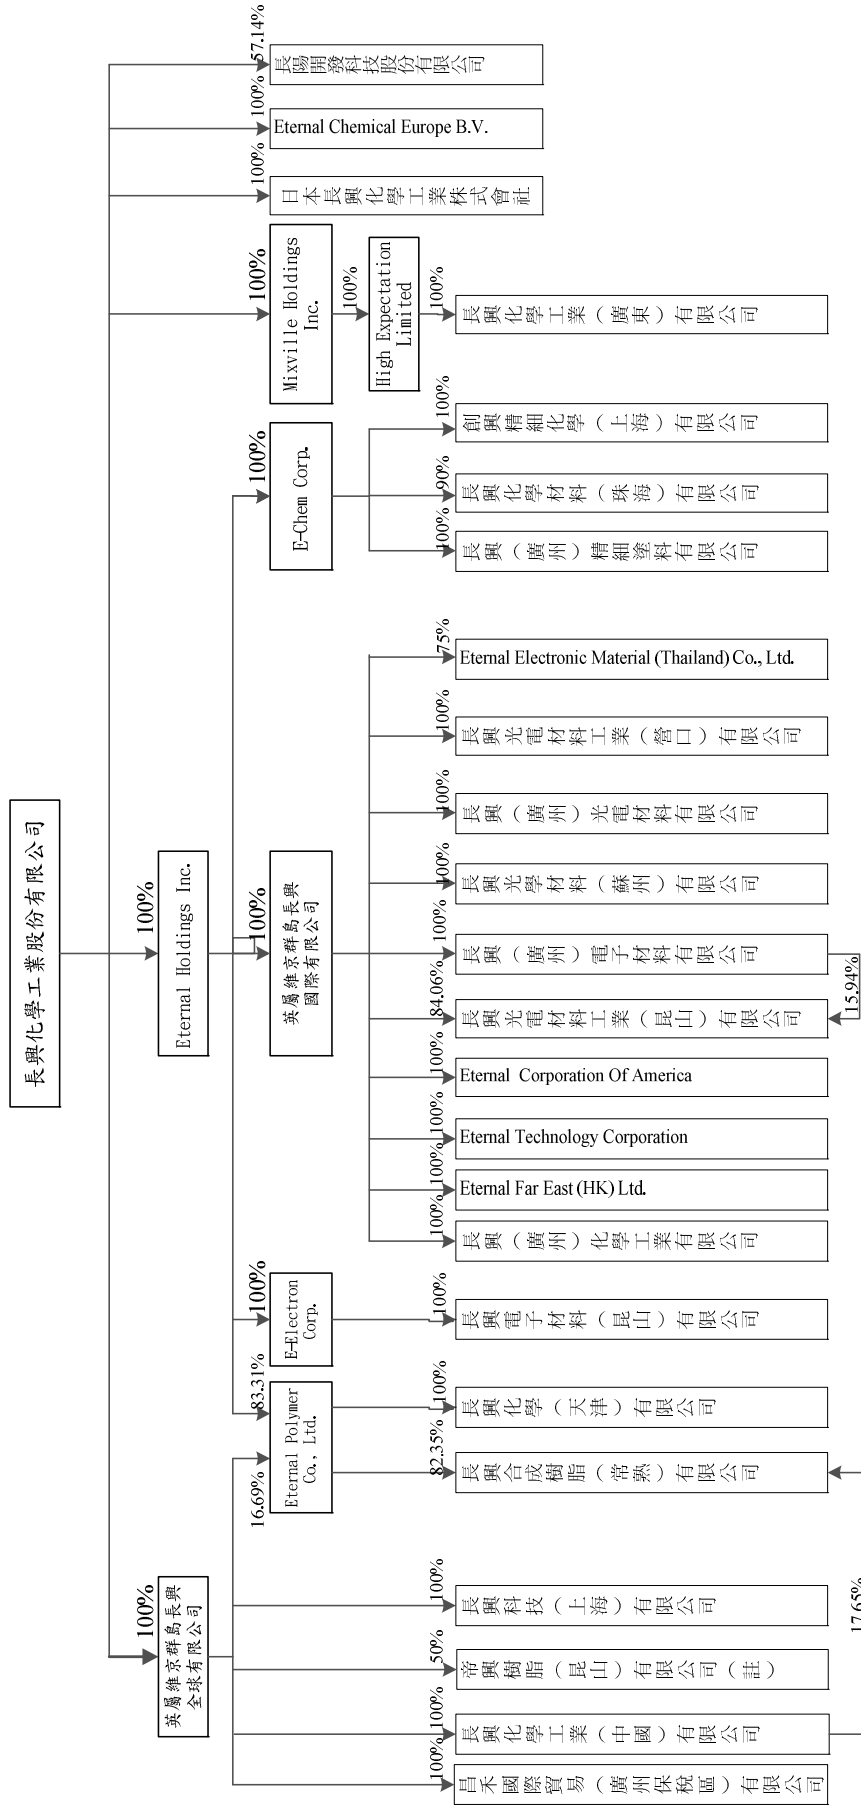 長興化學工業股份有限公司
100%
英屬維京群島長興
全球有限公司
100%
Eternal Holdings Inc.
16.69%
83.31%
Eternal Polymer
Co., Ltd.
100%
E-Electron
Corp.
100%
英屬維京群島長興
國際有限公司
100%
E-Chem Corp.
100%
Mixville Holdings
Inc.
100%
High Expectation
Limited
100%
日本長興化學工業株式會社
100%
Eternal Chemical Europe B.V.
57.14%
長陽開發科技股份有限公司
100%
昌禾國際貿易（廣州保稅區）有限公司
100%
長興化學工業（中國）有限公司
50%
帝興樹脂（昆山）有限公司（註）
100%
長興科技（上海）有限公司
82.35%
長興合成樹脂（常熟）有限公司
100%
長興化學（天津）有限公司
100%
長興電子材料（昆山）有限公司
100%
長興（廣州）化學工業有限公司
100%
Eternal Far East (HK) Ltd.
100%
Eternal Technology Corporation
100%
Eternal Corporation Of America
84.06%
長興光電材料工業（昆山）有限公司
100%
長興（廣州）電子材料有限公司
100%
長興光學材料（蘇州）有限公司
100%
長興（廣州）光電材料有限公司
100%
長興光電材料工業（營口）有限公司
75%
Eternal Electronic Material (Thailand) Co., Ltd.
100%
長興（廣州）精細塗料有限公司
90%
長興化學材料（珠海）有限公司
100%
創興精細化學（上海）有限公司
100%
長興化學工業（廣東）有限公司
17.65%
15.94%